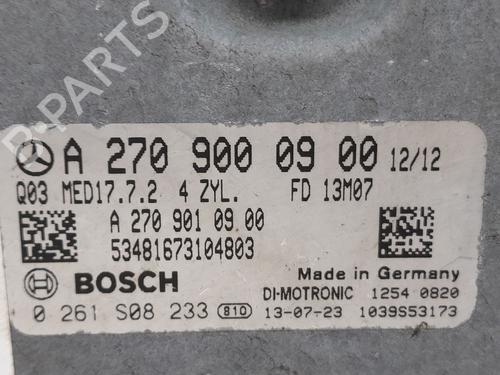 B-Parts
A 270 900 09 00 12/12
Q03 MED17.7.2 4 ZYL. FD 13M07
A 270 901 09 00
53481673104803
BOSCH
Made in Germany
DI-MOTRONIC 1254 0820
0 261 S08 233 810 13-07-23 1039S53173